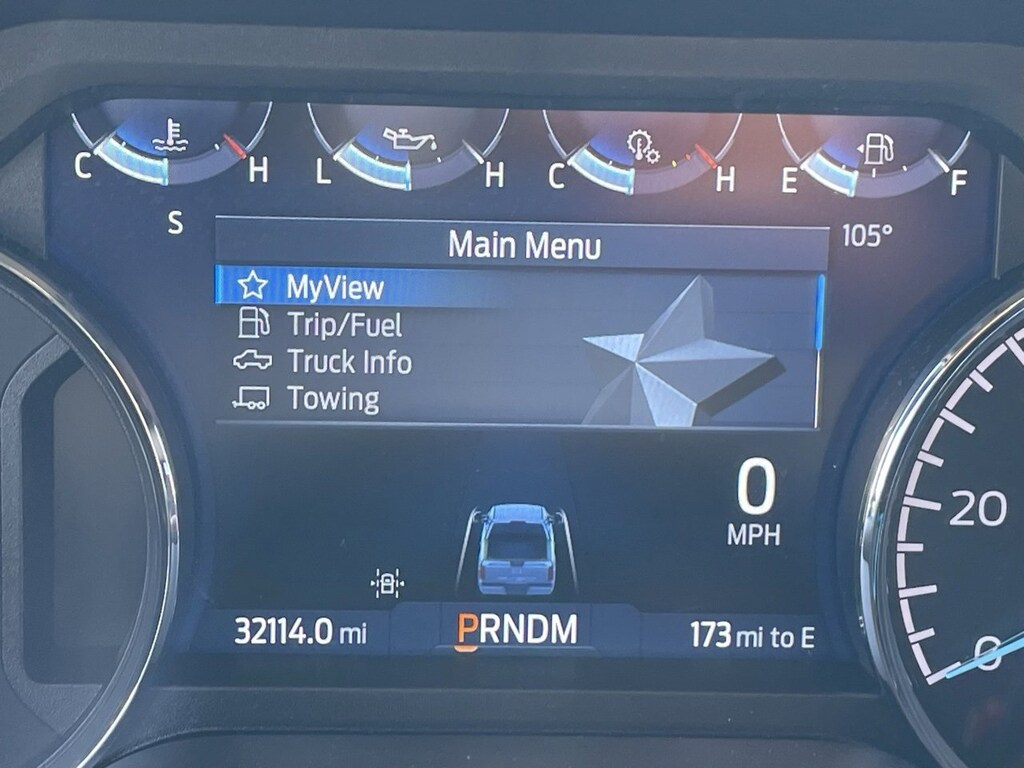 C H L H C H E F
S
105°
Main Menu
MyView
Trip/Fuel
Truck Info
Towing
0
MPH
20
0
32114.0 mi
PRNDM
173 mi to E